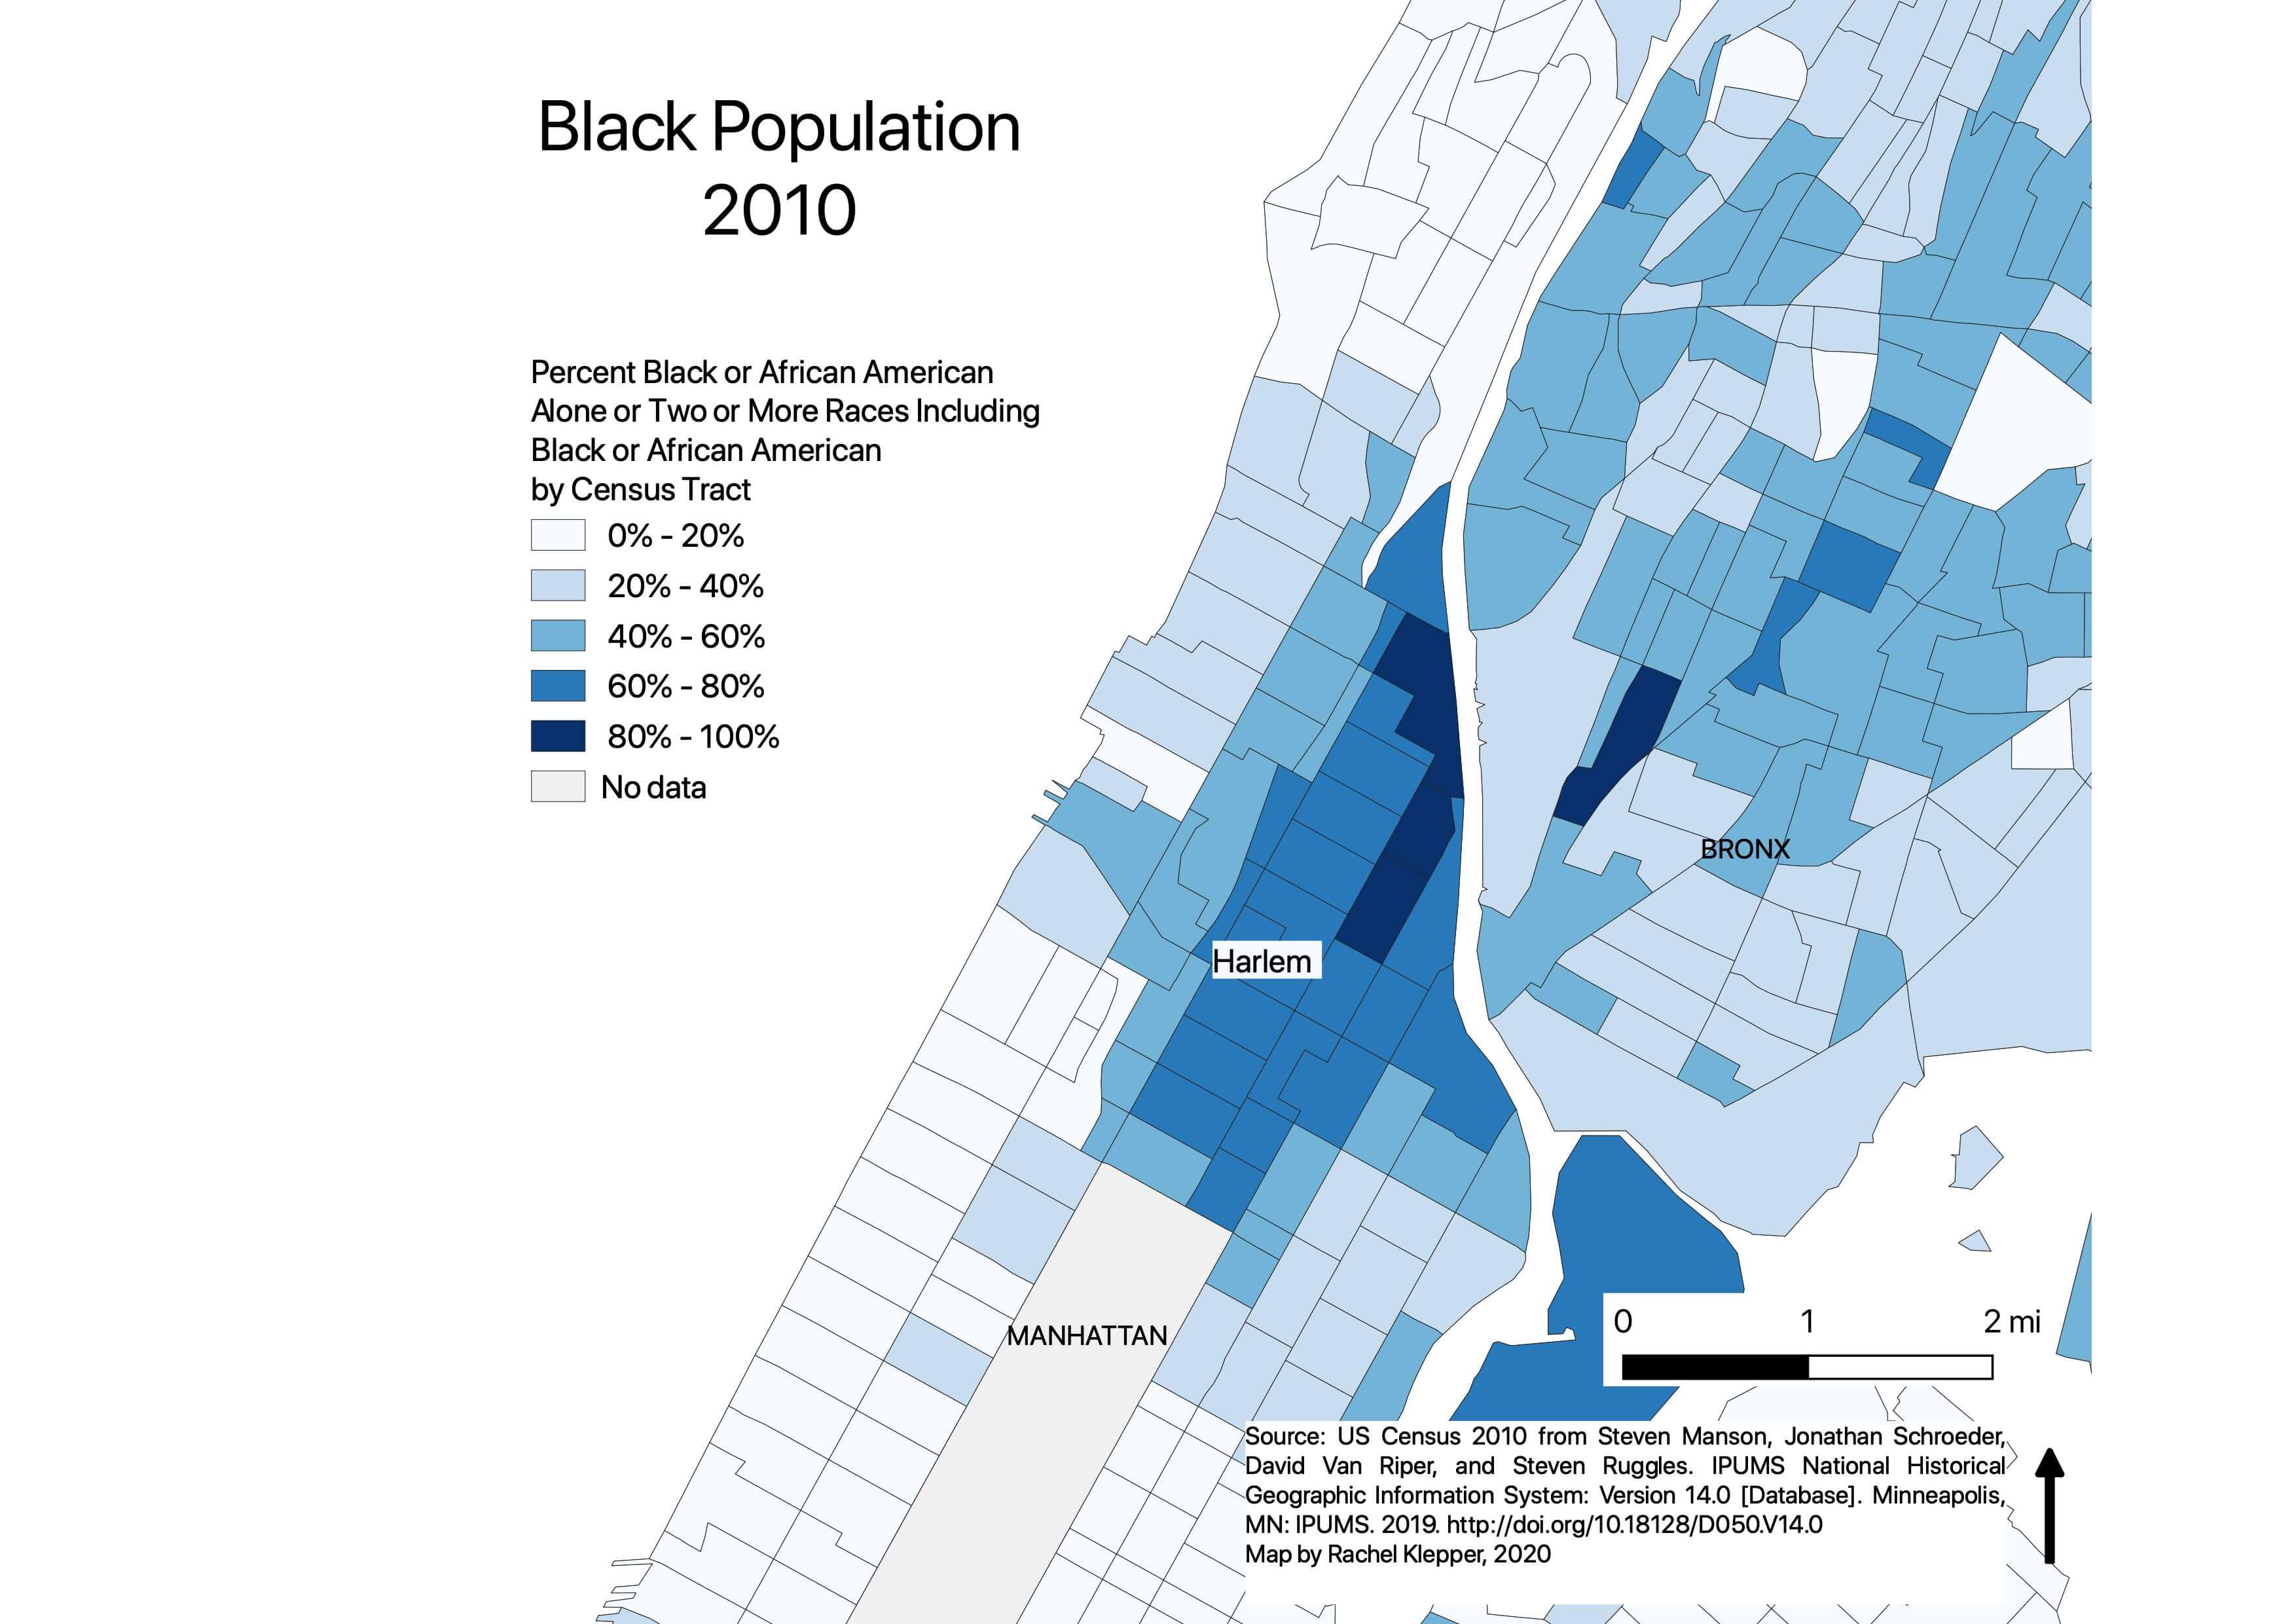 Black Population
2010
Percent Black or African American
Alone or Two or More Races Including
Black or African American
by Census Tract
0% - 20%
20% - 40%
40% - 60%
60% - 80%
80% - 100%
No data
BRONX
Harlem
MANHATTAN
0 1 2 mi
Source: US Census 2010 from Steven Manson, Jonathan Schroeder,
David Van Riper, and Steven Ruggles. IPUMS National Historical
Geographic Information System: Version 14.0 [Database]. Minneapolis,
MN: IPUMS. 2019. http://doi.org/10.18128/D050.V14.0
Map by Rachel Klepper, 2020